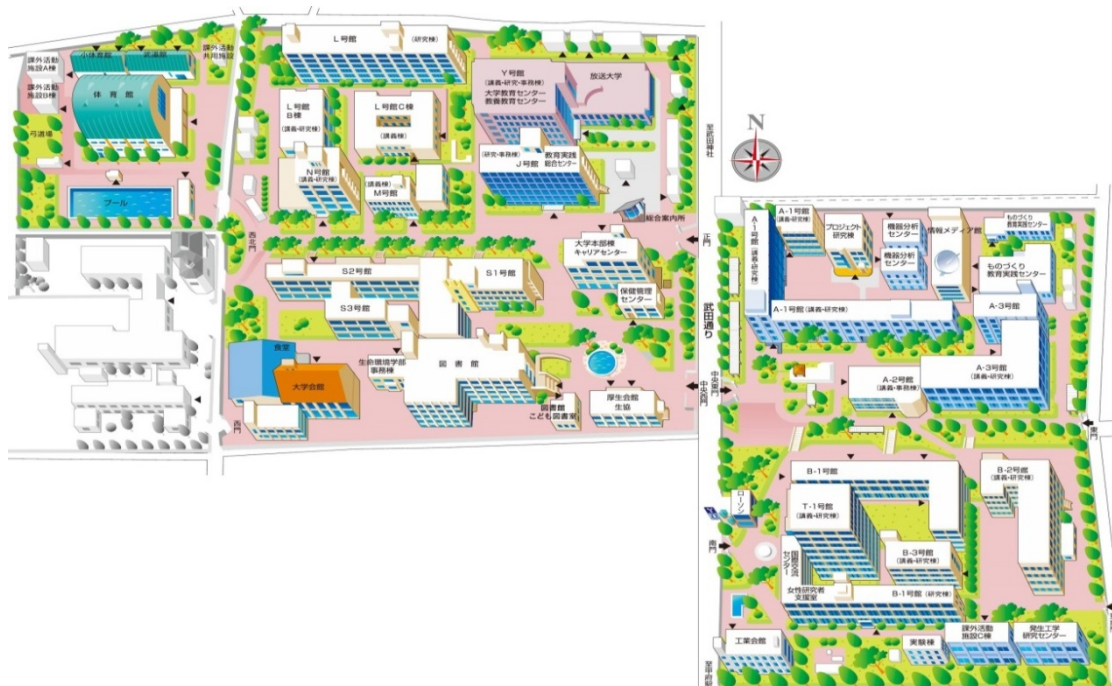 課外活動
施設A棟
小体育館
武道館
課外活動
共用施設
課外活動
施設B棟
体育館
弓道場
プール
L号館
(研究棟)
L号館
B棟
(講義・研究棟)
L号館C棟
(講義棟)
N号館
(講義・研究棟)
(講義棟)
M号館
Y号館
(講義・研究・事務棟)
大学教育センター
教養教育センター
放送大学
(研究・事務棟)
J号館
教育実践
総合センター
総合案内所
西北門
正門
至武田神社
N
大学本部棟
キャリアセンター
保健管理
センター
S2号館
S1号館
S3号館
食堂
大学会館
生命環境学部
事務棟
図書館
図書館
こども図書室
厚生会館
生協
西門
武田通り
中央西門
中央東門
A-1号館(講義・研究棟)
A-1号館
(講義・研究棟)
プロジェクト
研究棟
機器分析
センター
機器分析
センター
情報メディア館
ものづくり
教育実践センター
ものづくり
教育実践センター
A-1号館(講義・研究棟)
A-3号館
A-3号館
(講義・研究棟)
A-2号館
(講義・事務棟)
東門
B-1号館
B-2号館
(講義・研究棟)
ローソン
T-1号館
(講義・研究棟)
南門
国際交流
センター
B-3号館
(講義・研究棟)
女性研究者
支援室
B-1号館(研究棟)
工業会館
実験棟
課外活動
施設C棟
発生工学
研究センター
至甲府駅